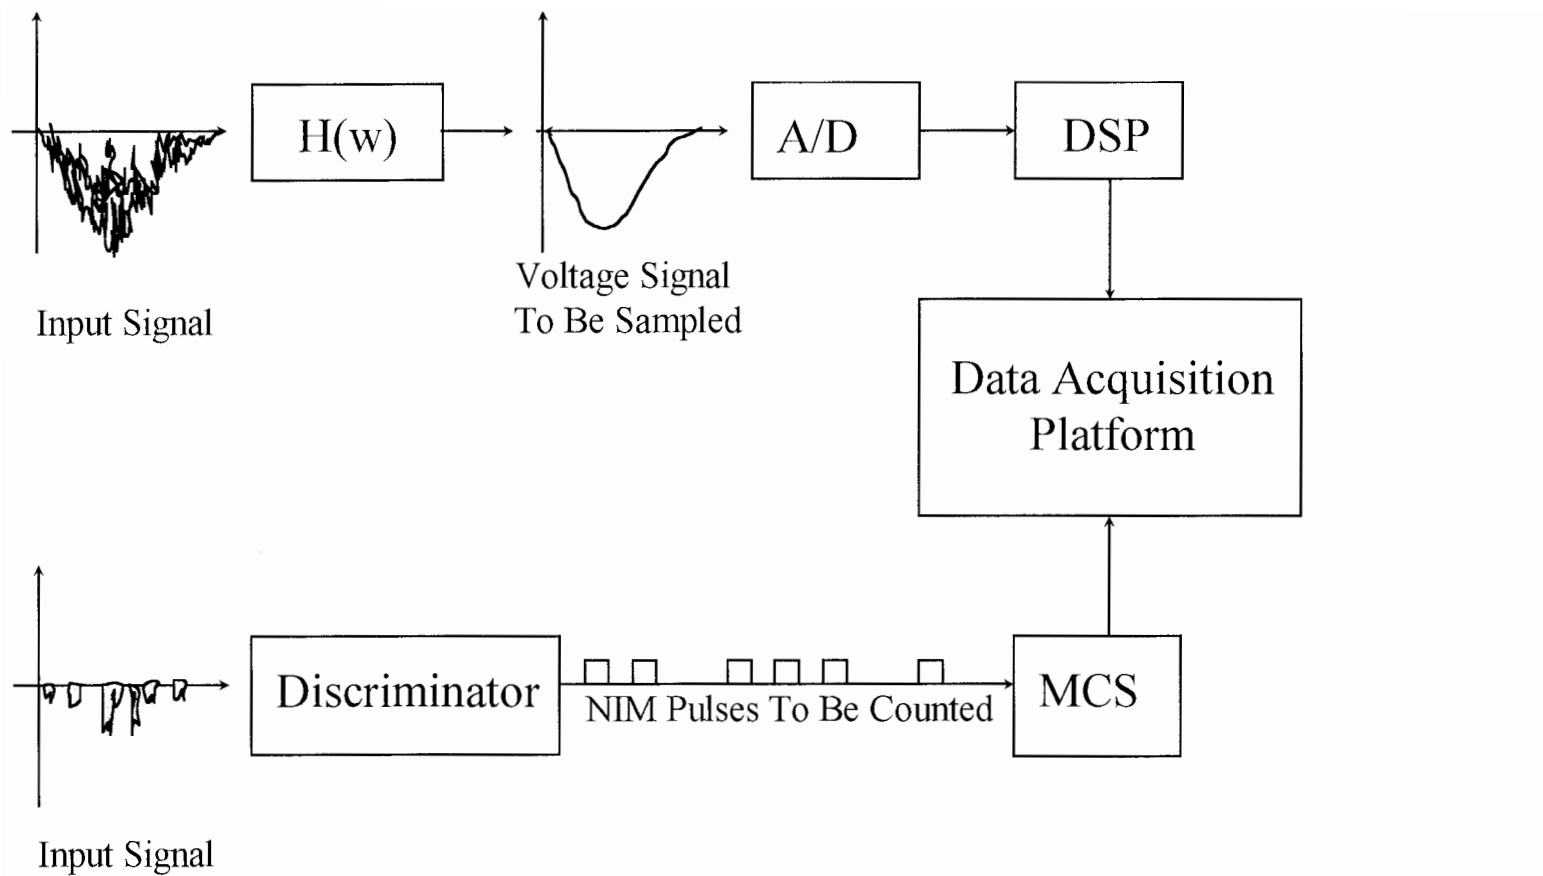 H(w)
A/D
DSP
Input Signal
Voltage Signal
To Be Sampled
Data Acquisition
Platform
Discriminator
NIM Pulses To Be Counted
MCS
Input Signal